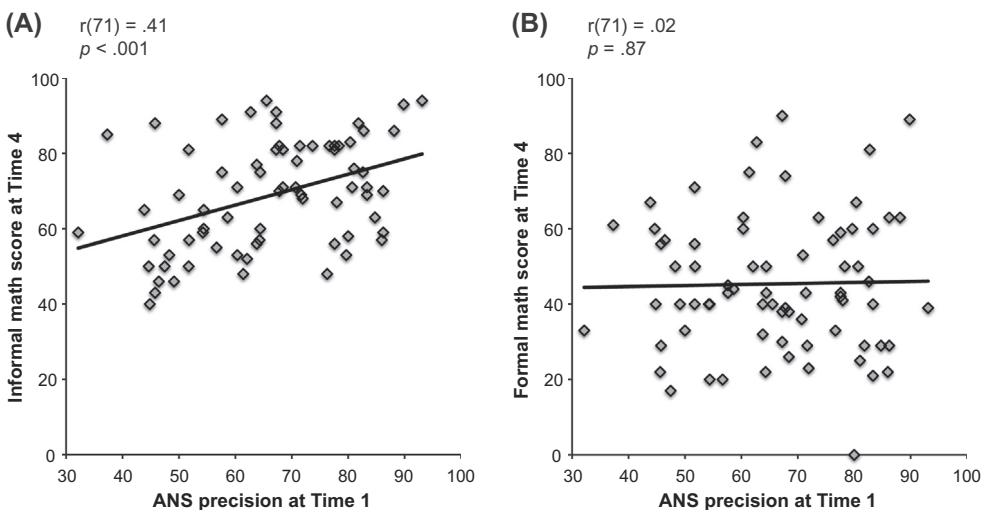 (A)
r(71) = .41
p < .001
Informal math score at Time 4
100
80
60
40
20
0
30 40 50 60 70 80 90 100
ANS precision at Time 1
(B)
r(71) = .02
p = .87
Formal math score at Time 4
100
80
60
40
20
0
30 40 50 60 70 80 90 100
ANS precision at Time 1